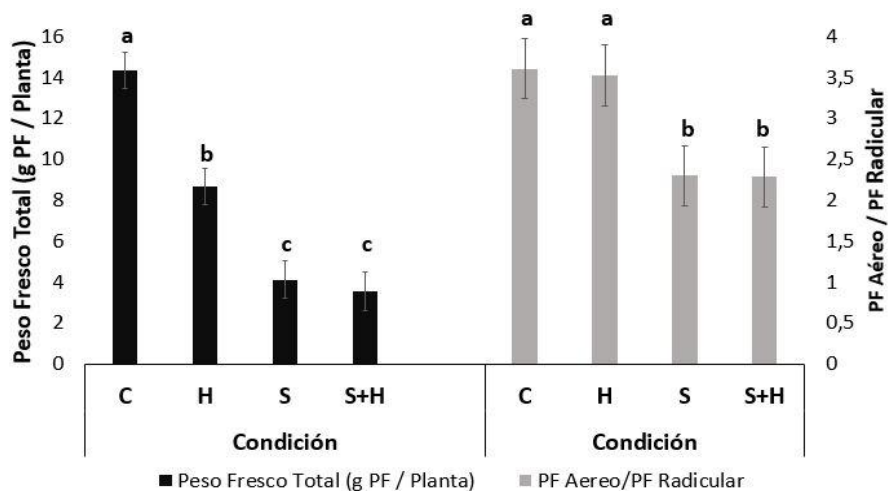 Peso Fresco Total (g PF / Planta)
16
14
12
10
8
6
4
2
0
a
b
c
c
a
a
b
b
4
3,5
3
2,5
2
1,5
1
0,5
0
PF Aéreo / PF Radicular
C H S S+H C H S S+H
Condición Condición
Peso Fresco Total (g PF / Planta) PF Aereo/PF Radicular